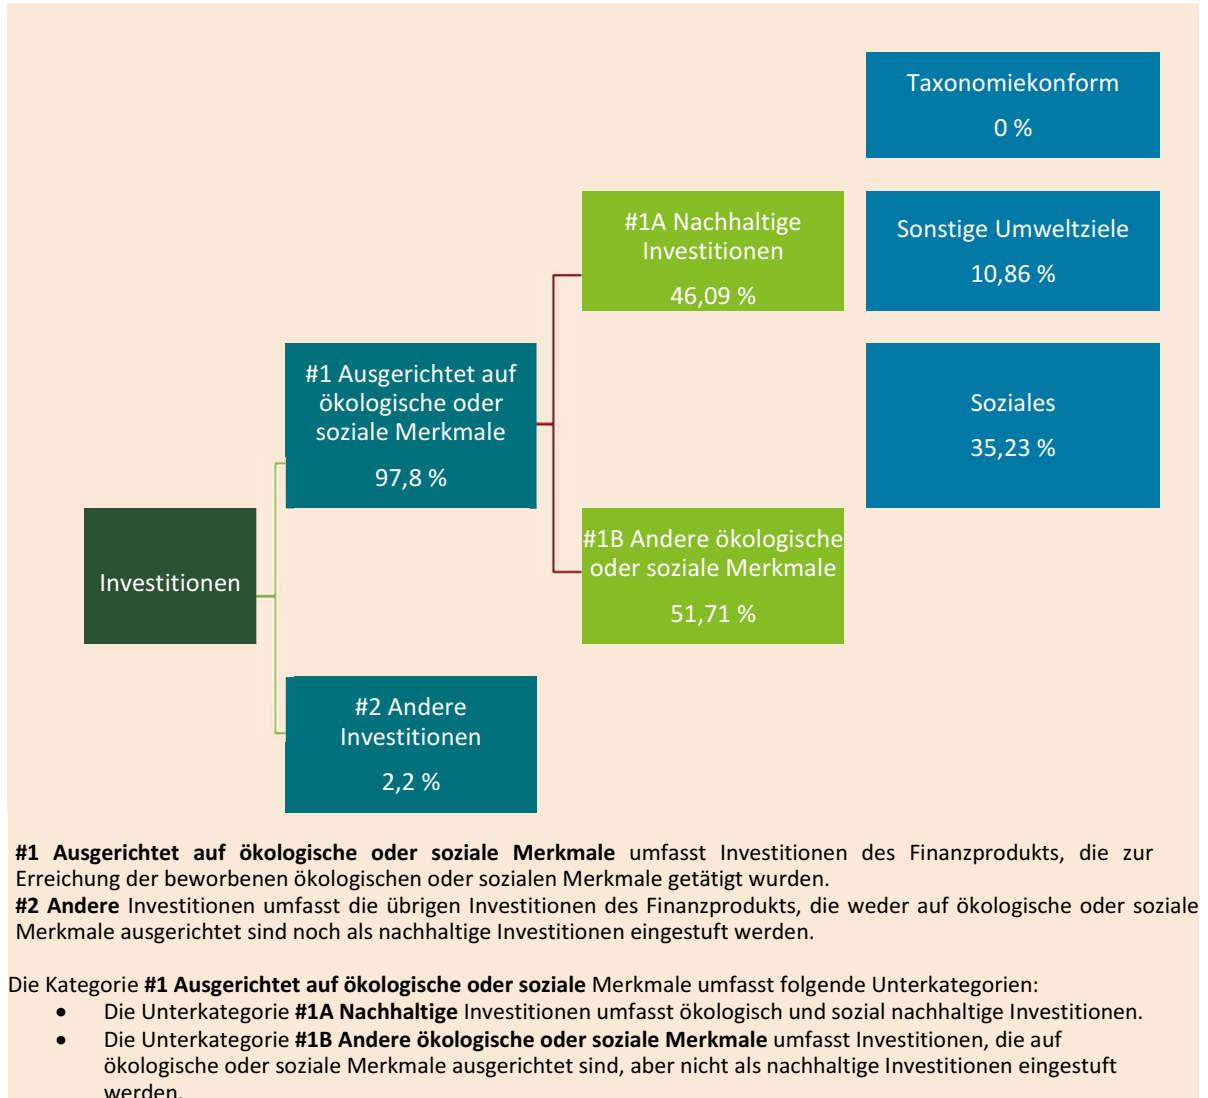 Taxonomiekonform
0 %
#1A Nachhaltige
Investitionen
46,09 %
Sonstige Umweltziele
10,86 %
#1 Ausgerichtet auf
ökologische oder
soziale Merkmale
97,8 %
Soziales
35,23 %
Investitionen
#1B Andere ökologische
oder soziale Merkmale
51,71 %
#2 Andere
Investitionen
2,2 %
#1 Ausgerichtet auf ökologische oder soziale Merkmale umfasst Investitionen des Finanzprodukts, die zur
Erreichung der beworbenen ökologischen oder sozialen Merkmale getätigt wurden.
#2 Andere Investitionen umfasst die übrigen Investitionen des Finanzprodukts, die weder auf ökologische oder soziale
Merkmale ausgerichtet sind noch als nachhaltige Investitionen eingestuft werden.
Die Kategorie #1 Ausgerichtet auf ökologische oder soziale Merkmale umfasst folgende Unterkategorien:
• Die Unterkategorie #1A Nachhaltige Investitionen umfasst ökologisch und sozial nachhaltige Investitionen.
• Die Unterkategorie #1B Andere ökologische oder soziale Merkmale umfasst Investitionen, die auf
ökologische oder soziale Merkmale ausgerichtet sind, aber nicht als nachhaltige Investitionen eingestuft
werden.